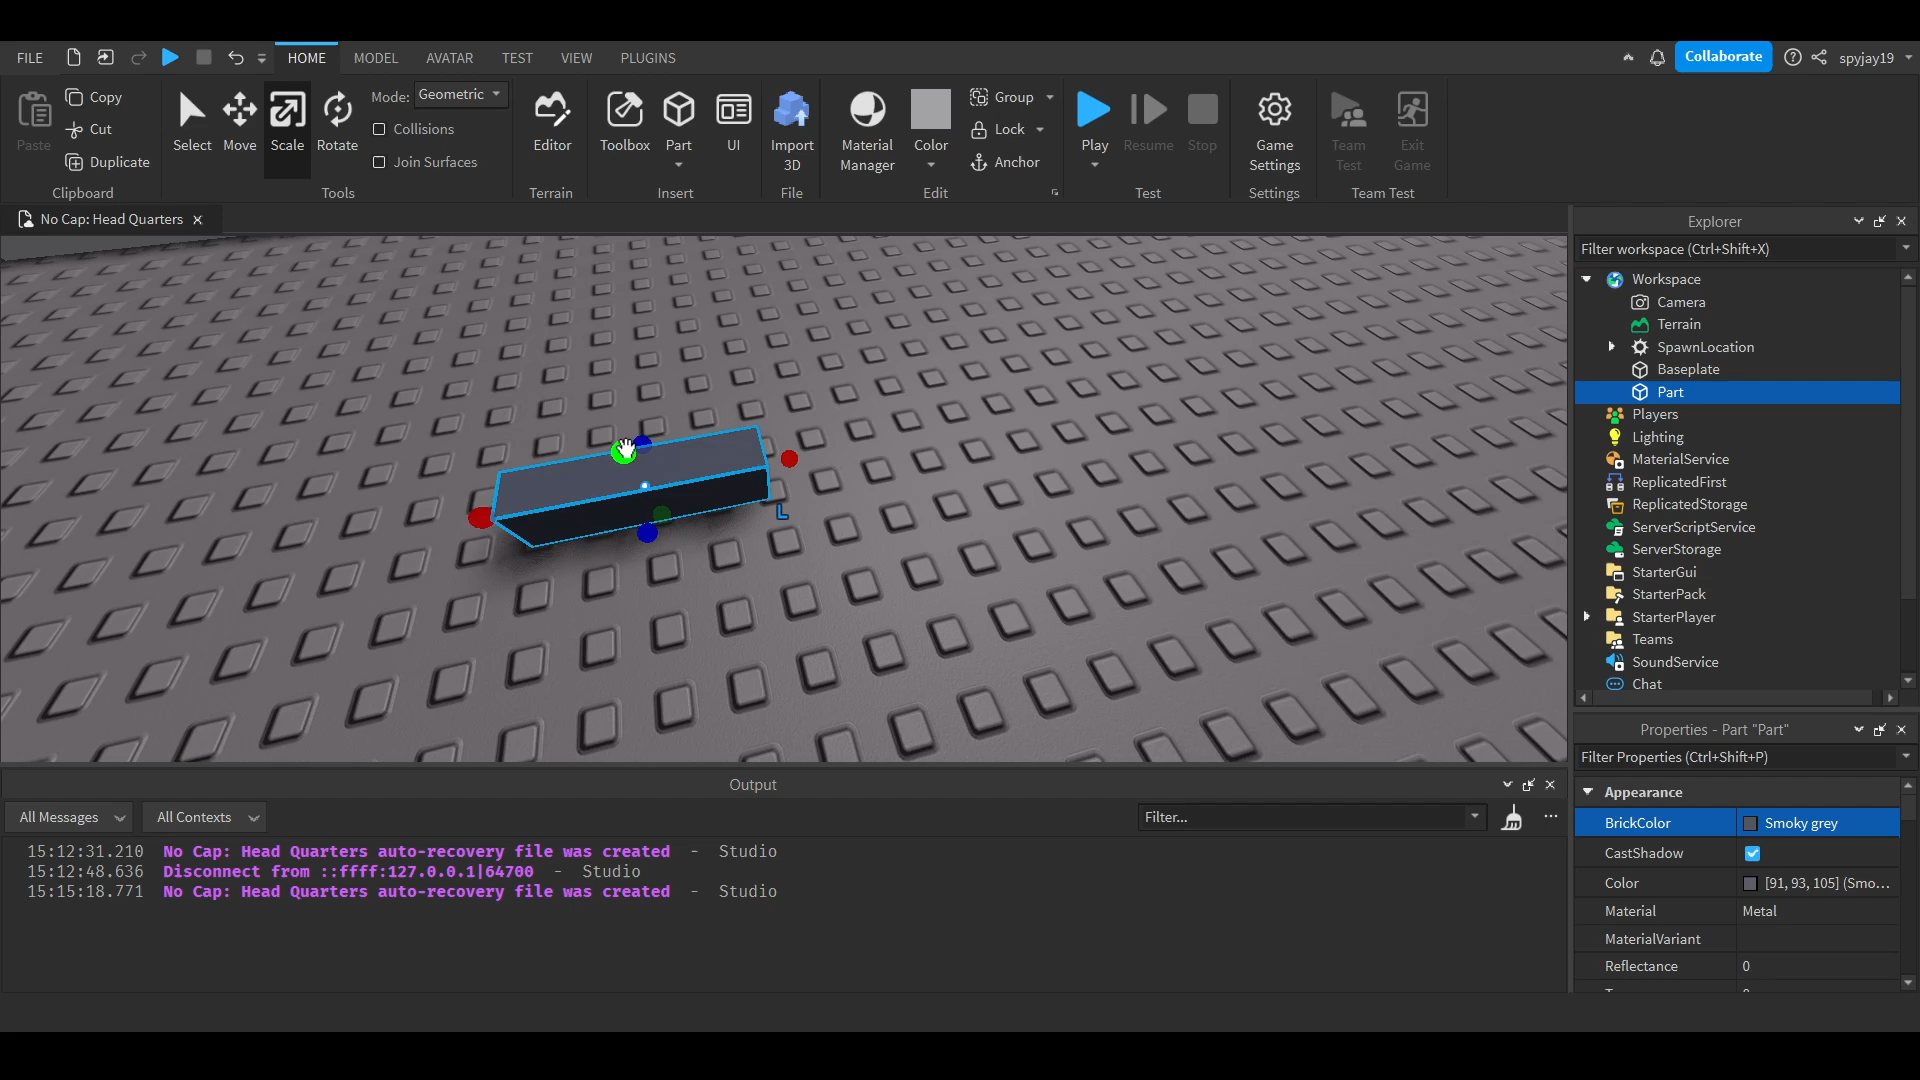 FILE HOME MODEL AVATAR TEST VIEW PLUGINS Collaborate spyjay19
Paste Copy Cut Duplicate Clipboard
Select Move Scale Rotate Mode: Geometric Collisions Join Surfaces Tools
Editor Terrain
Toolbox Part UI Insert
Import 3D File
Material Manager Color Group Lock Anchor Edit
Play Resume Stop Test
Game Settings Settings
Team Test Exit Game Team Test
No Cap: Head Quarters
L
Explorer
Filter workspace (Ctrl+Shift+X)
Workspace
Camera
Terrain
SpawnLocation
Baseplate
Part
Players
Lighting
MaterialService
ReplicatedFirst
ReplicatedStorage
ServerScriptService
ServerStorage
StarterGui
StarterPack
StarterPlayer
Teams
SoundService
Chat
Properties - Part "Part"
Filter Properties (Ctrl+Shift+P)
Appearance
BrickColor Smoky grey
CastShadow
Color [91, 93, 105] (Smo...
Material Metal
MaterialVariant
Reflectance 0
Output
All Messages All Contexts Filter... ...
15:12:31.210 No Cap: Head Quarters auto-recovery file was created - Studio
15:12:48.636 Disconnect from ::ffff:127.0.0.1|64700 - Studio
15:15:18.771 No Cap: Head Quarters auto-recovery file was created - Studio